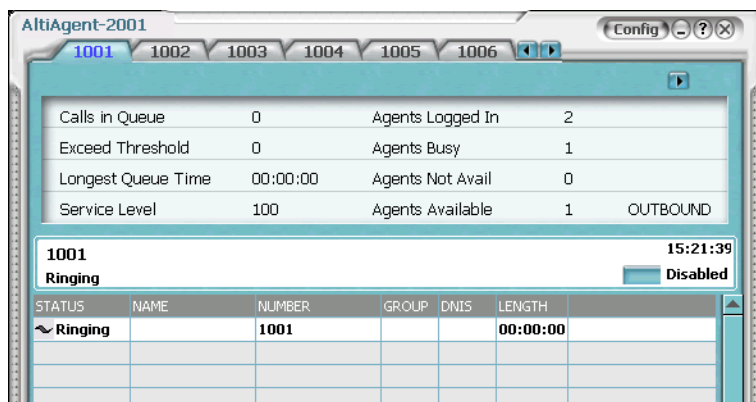 AltiAgent-2001 Config
1001 1002 1003 1004 1005 1006
Calls in Queue 0 Agents Logged In 2
Exceed Threshold 0 Agents Busy 1
Longest Queue Time 00:00:00 Agents Not Avail 0
Service Level 100 Agents Available 1 OUTBOUND
1001 15:21:39
Ringing Disabled
STATUS NAME NUMBER GROUP DNIS LENGTH
Ringing 1001 00:00:00